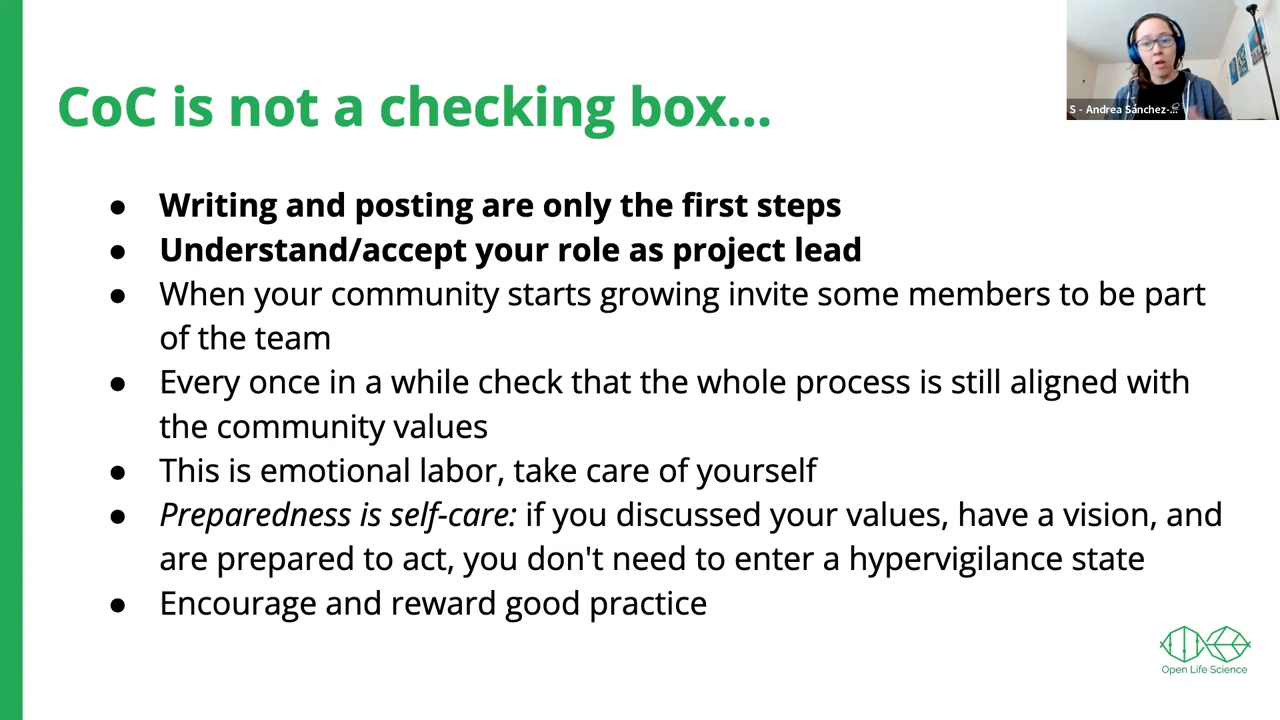 CoC is not a checking box...
S - Andrea Sánchez-...
● Writing and posting are only the first steps
● Understand/accept your role as project lead
● When your community starts growing invite some members to be part
of the team
● Every once in a while check that the whole process is still aligned with
the community values
● This is emotional labor, take care of yourself
● Preparedness is self-care: if you discussed your values, have a vision, and
are prepared to act, you don't need to enter a hypervigilance state
● Encourage and reward good practice
Open Life Science